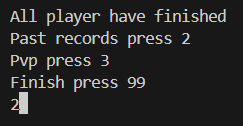 All player have finished
Past records press 2
Pvp press 3
Finish press 99
2